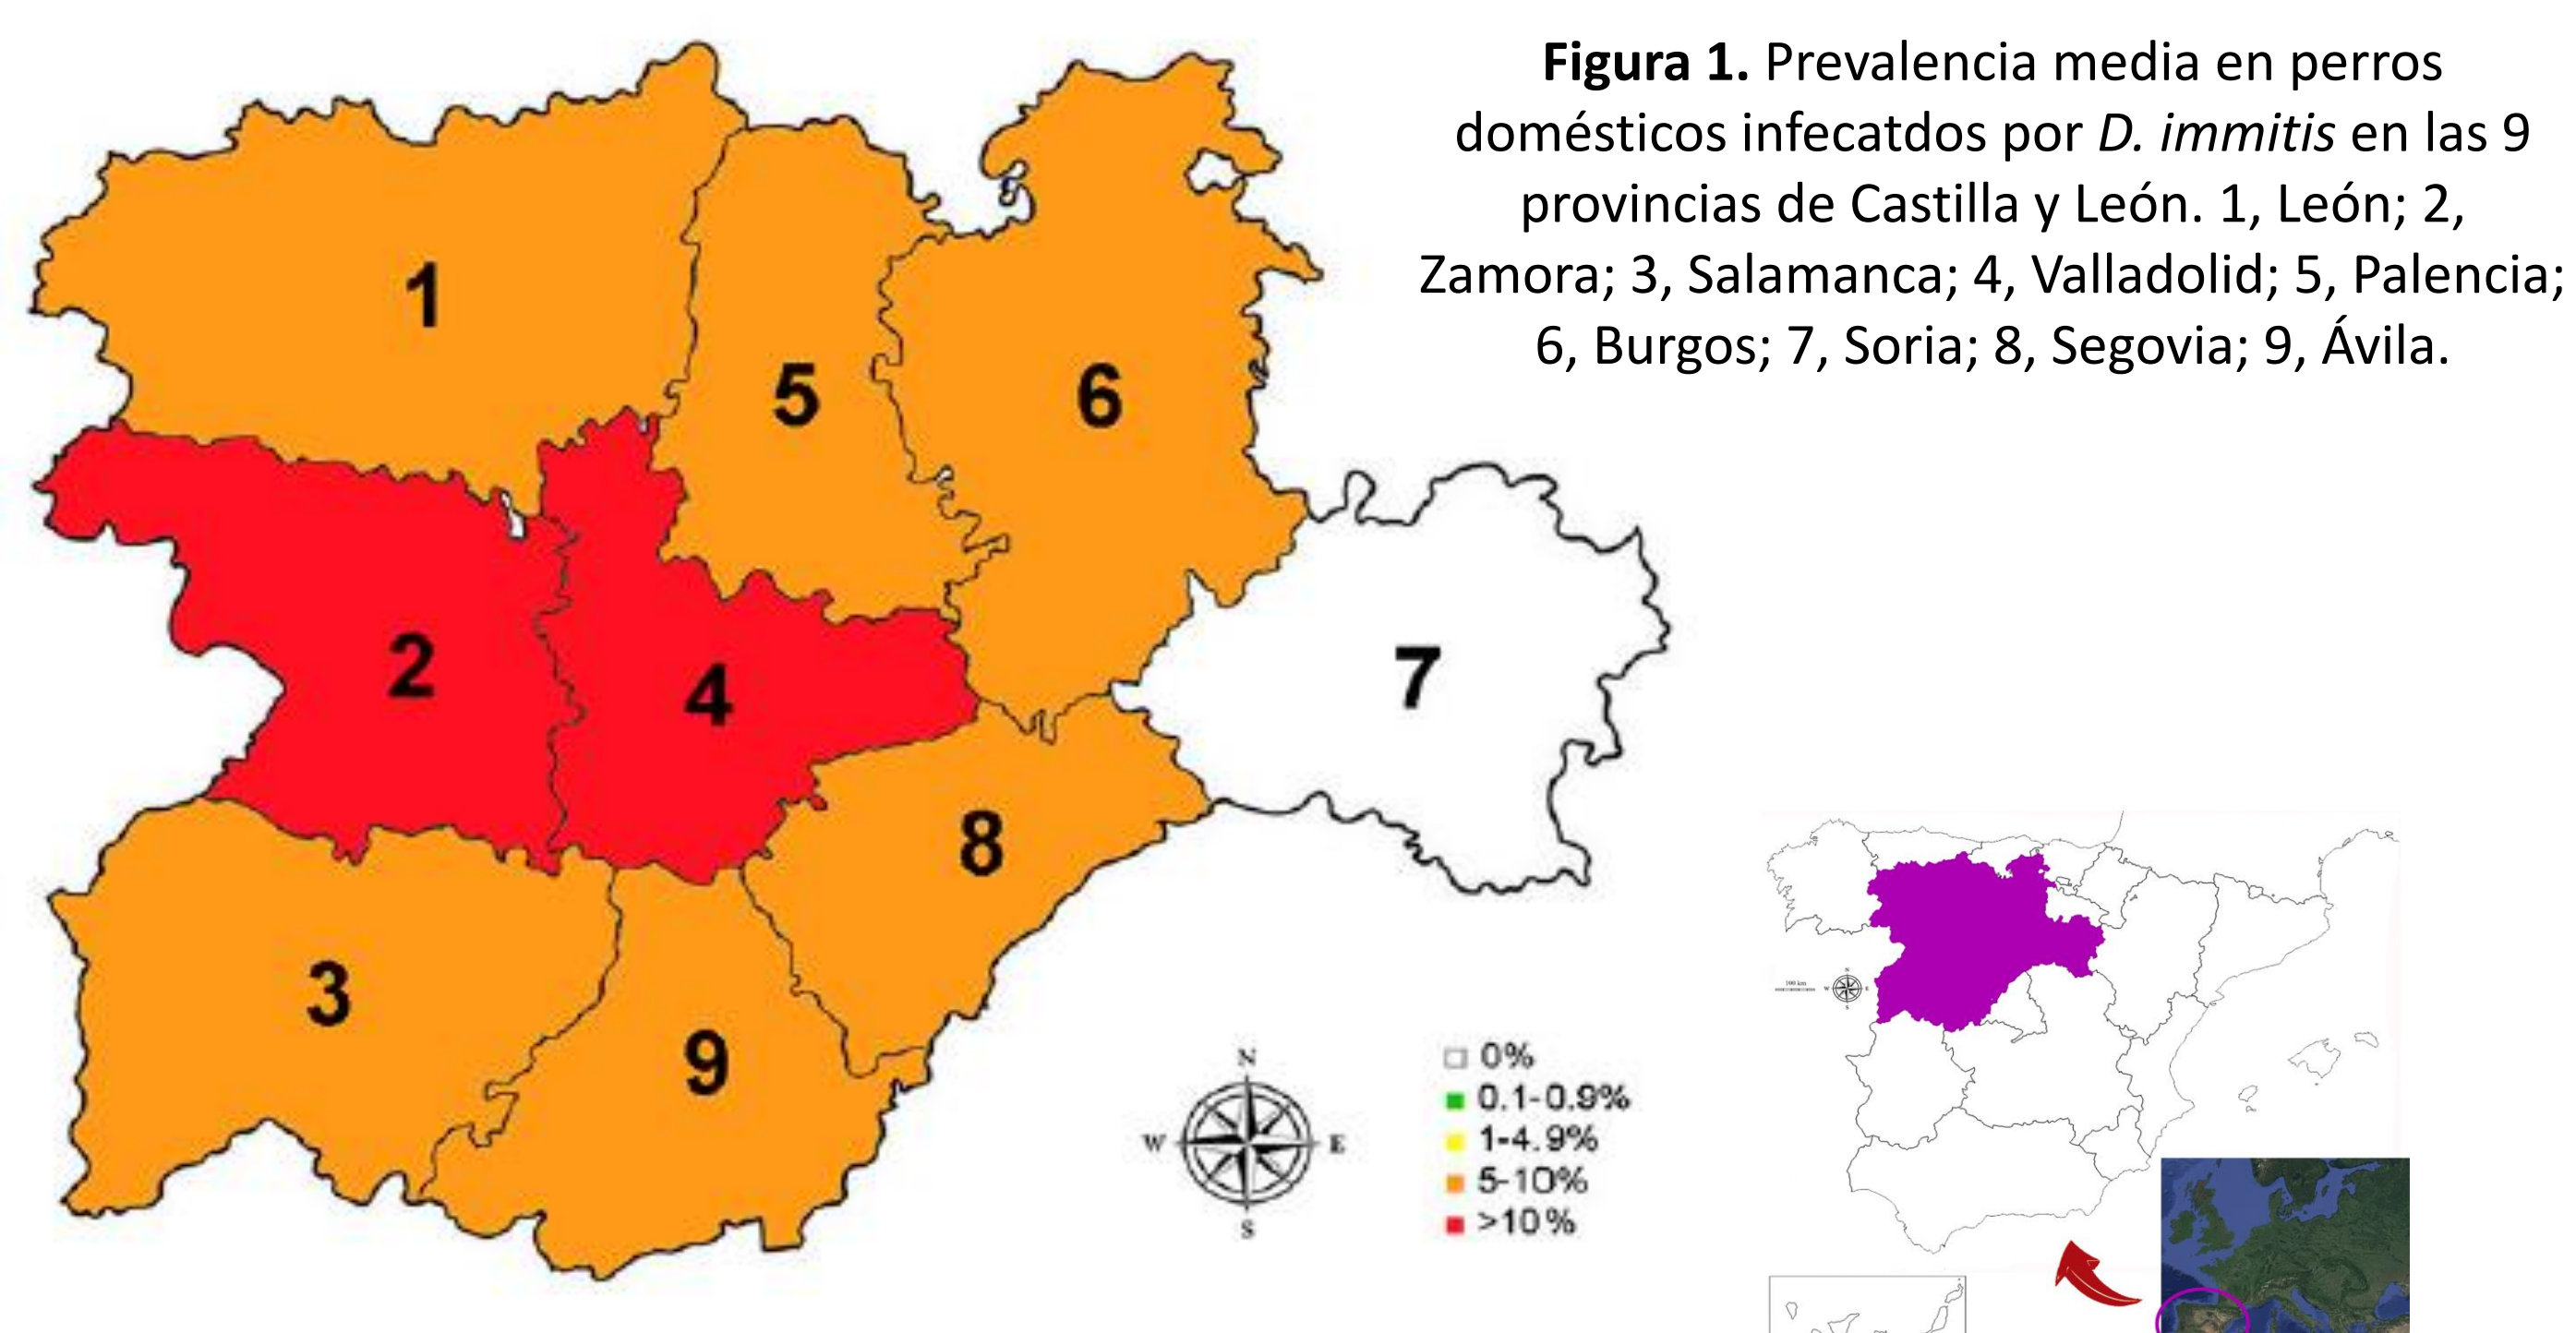 Figura 1. Prevalencia media en perros
domésticos infecatdos por D. immitis en las 9
provincias de Castilla y León. 1, León; 2,
Zamora; 3, Salamanca; 4, Valladolid; 5, Palencia;
6, Burgos; 7, Soria; 8, Segovia; 9, Ávila.
1
5
6
2
4
7
8
3
9
N
W
E
S
0%
0.1-0.9%
1-4.9%
5-10%
>10%
100 km
N
W
E